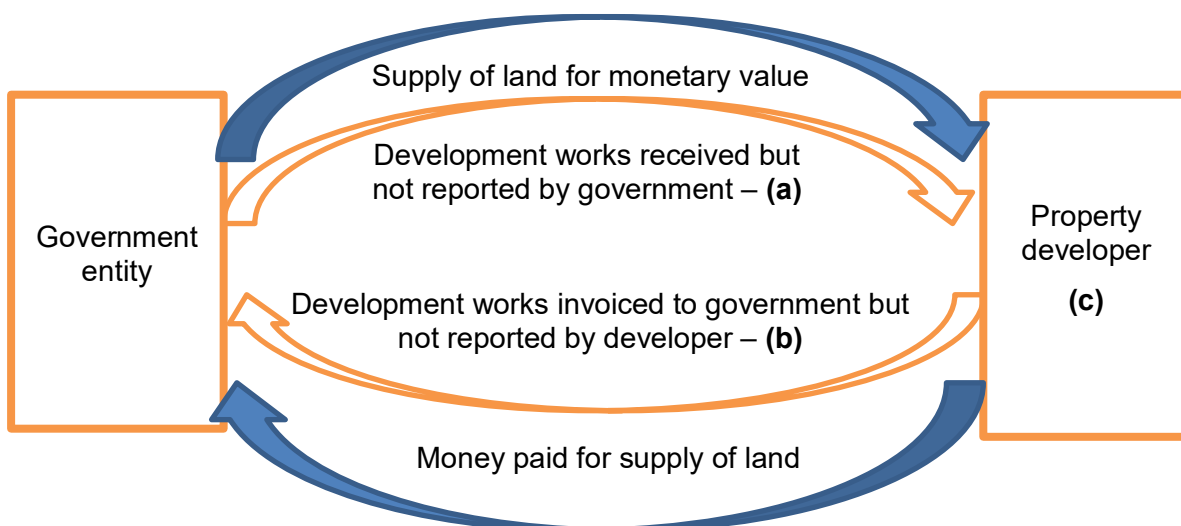 Supply of land for monetary value
Development works received but
not reported by government – (a)
Government
entity
Property
developer
(c)
Development works invoiced to government but
not reported by developer – (b)
Money paid for supply of land